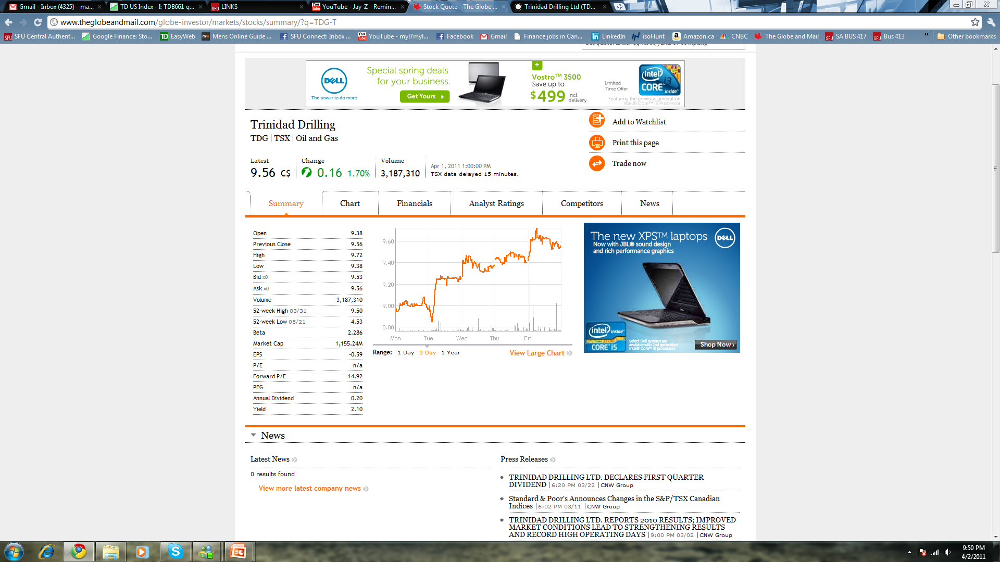 Gmail - Inbox (4325) - ma...
TD US Index - I: TDB661 q...
LINKS
YouTube - Jay-Z - Remin...
Stock Quote - The Globe ...
Trinidad Drilling Ltd (TD...
www.theglobeandmail.com/globe-investor/markets/stocks/summary/?q=TDG-T
SFU Central Authent...
Google Finance: Sto...
EasyWeb
Mens Online Guide ...
SFU Connect: Inbox ...
YouTube - myl7myl...
Facebook
Gmail
Finance jobs in Can...
LinkedIn
isoHunt
Amazon.ca
CNBC
The Globe and Mail
SA BUS 417
Bus 413
Other bookmarks
DELL
The power to do more
Special spring deals
for your business.
Get Yours
Vostro™ 3500
Save up to
$499 Incl. delivery
Limited
Time Offer
intel CORE i3 inside™
Featuring the previous generation
Intel® Core™ i3 Processor
Trinidad Drilling
TDG | TSX | Oil and Gas
Add to Watchlist
Print this page
Trade now
Latest
9.56 C$
Change
0.16 1.70%
Volume
3,187,310
Apr 1, 2011 1:00:00 PM
TSX data delayed 15 minutes.
Summary
Chart
Financials
Analyst Ratings
Competitors
News
Open 9.38
Previous Close 9.56
High 9.72
Low 9.38
Bid x0 9.53
Ask x0 9.56
Volume 3,187,310
52-week High 03/31 9.50
52-week Low 05/21 4.53
Beta 2.286
Market Cap 1,155.24M
EPS -0.59
P/E n/a
Forward P/E 14.92
PEG n/a
Annual Dividend 0.20
Yield 2.10
9.60
9.40
9.20
9.00
8.80
Mon Tue Wed Thu Fri
Range: 1 Day 5 Day 1 Year
View Large Chart
The new XPS™ laptops
Now with JBL® sound design
and rich performance graphics
DELL
intel inside™
CORE™ i5
Select Dell systems are
available with 2nd generation
Intel® Core™ i5 processors
Shop Now ›
News
Latest News
0 results found
View more latest company news
Press Releases
TRINIDAD DRILLING LTD. DECLARES FIRST QUARTER
DIVIDEND | 6:20 PM 03/22 | CNW Group
Standard & Poor's Announces Changes in the S&P/TSX Canadian
Indices | 6:02 PM 03/11 | CNW Group
TRINIDAD DRILLING LTD. REPORTS 2010 RESULTS; IMPROVED
MARKET CONDITIONS LEAD TO STRENGTHENING RESULTS
AND RECORD HIGH OPERATING DAYS | 9:00 PM 03/02 | CNW Group
9:50 PM
4/2/2011